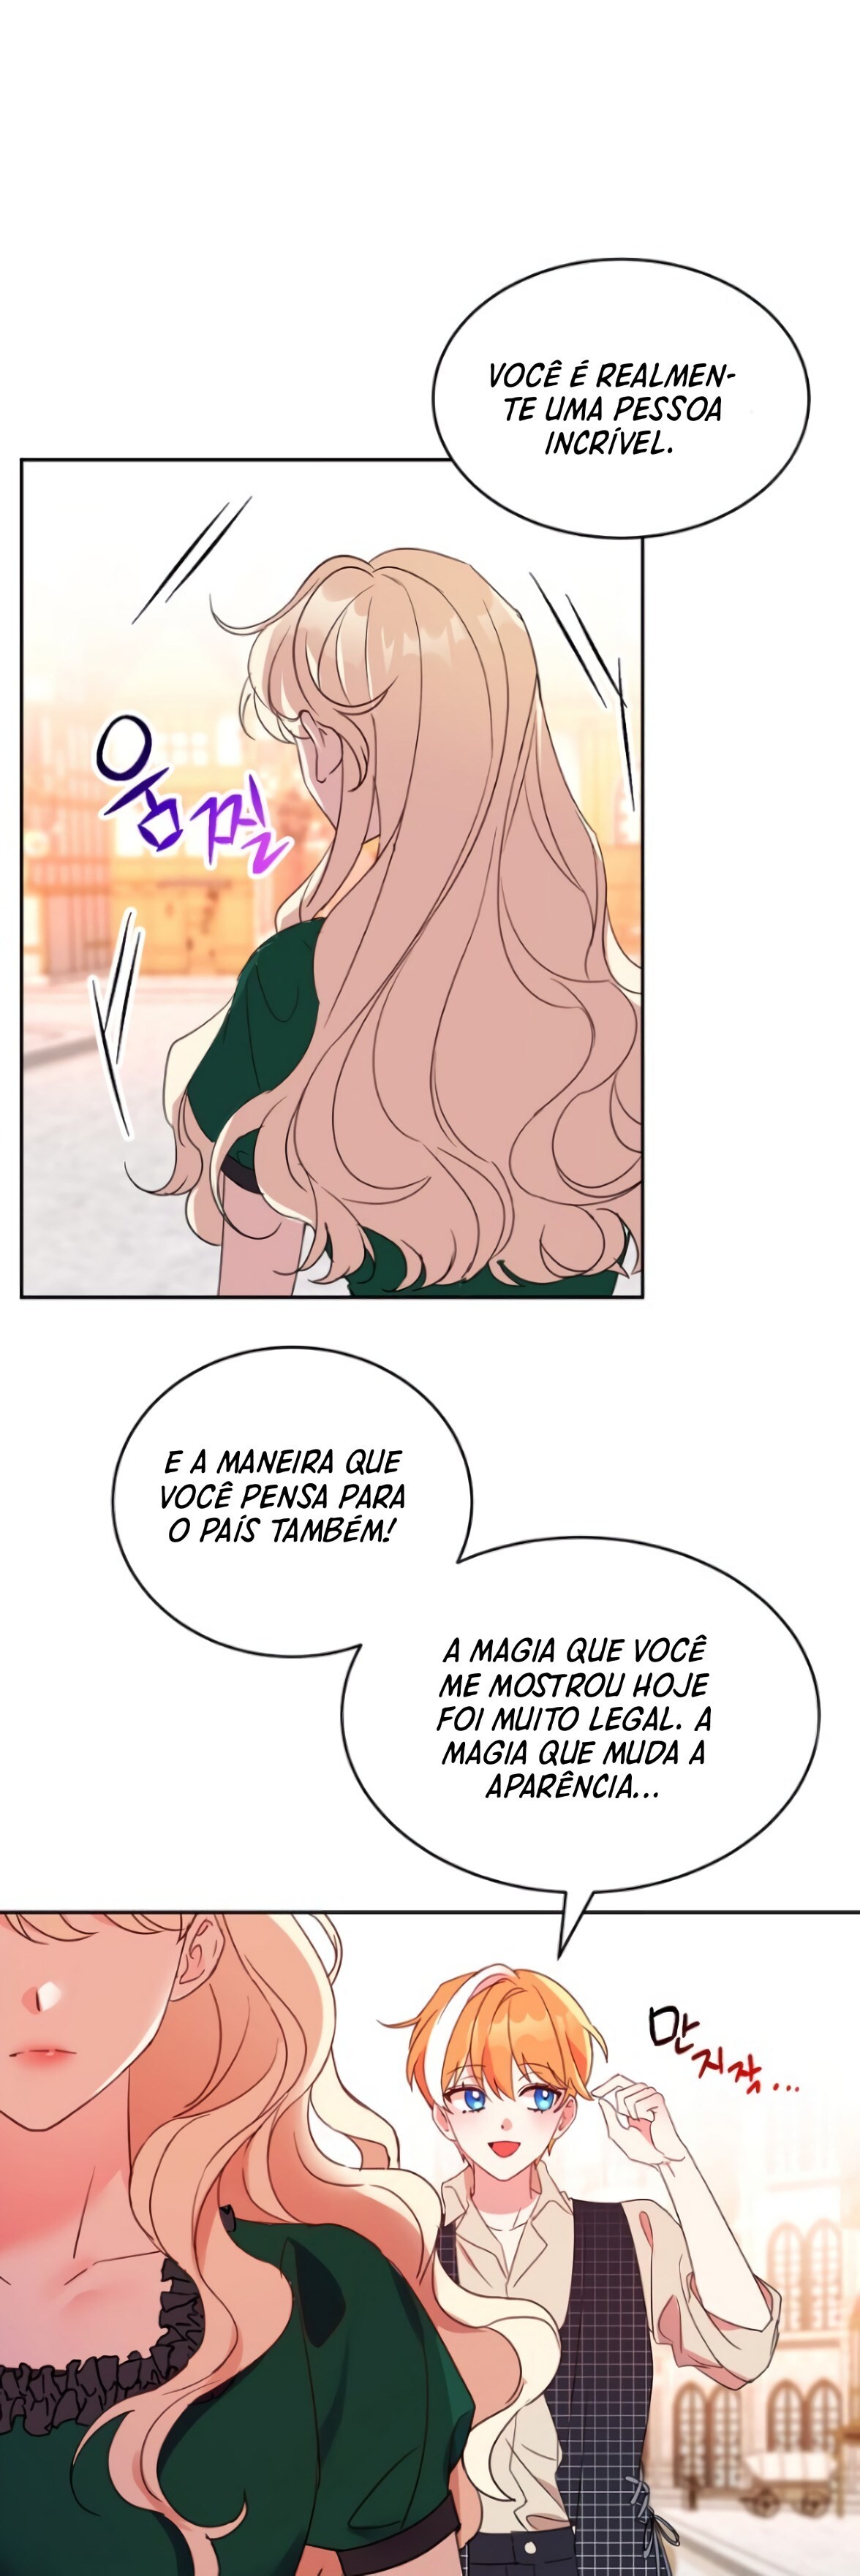 VOCÊ É REALMEN-
TE UMA PESSOA
INCRÍVEL.
움찔
E A MANEIRA QUE
VOCÊ PENSA PARA
O PAÍS TAMBÉM!
A MAGIA QUE VOCÊ
ME MOSTROU HOJE
FOI MUITO LEGAL. A
MAGIA QUE MUDA A
APARÊNCIA...
만지작...